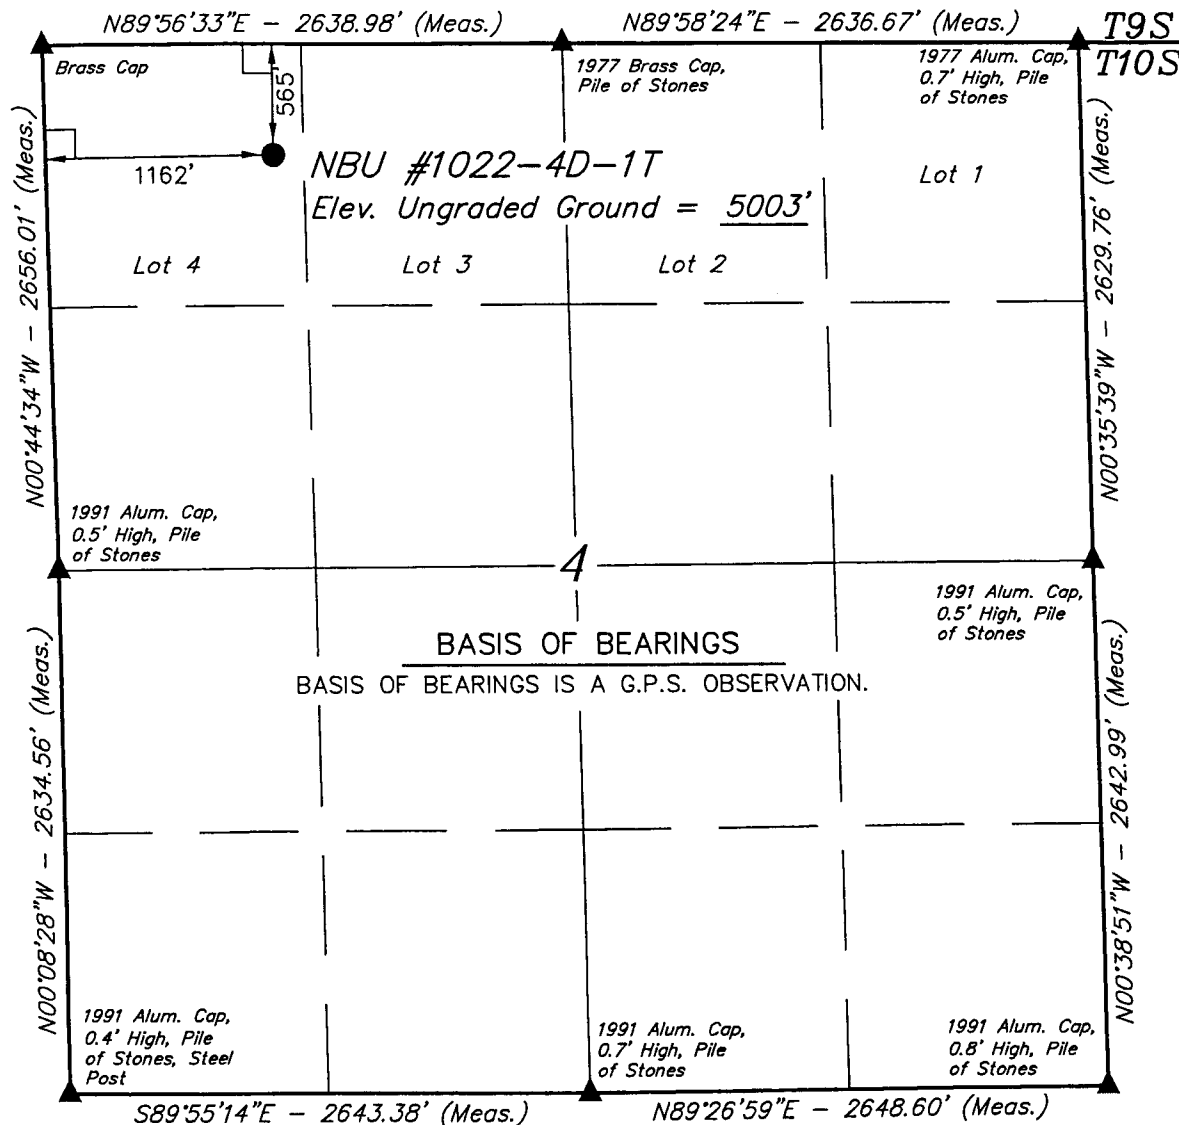 N89°56'33"E - 2638.98' (Meas.)
N89°58'24"E - 2636.67' (Meas.)
T9S
T10S
Brass Cap
565'
1977 Brass Cap,
Pile of Stones
1977 Alum. Cap,
0.7' High, Pile
of Stones
1162'
NBU #1022-4D-1T
Elev. Ungraded Ground = 5003'
Lot 1
Lot 4
Lot 3
Lot 2
N00°44'34"W - 2656.01' (Meas.)
N00°35'39"W - 2629.76' (Meas.)
1991 Alum. Cap,
0.5' High, Pile
of Stones
4
1991 Alum. Cap,
0.5' High, Pile
of Stones
BASIS OF BEARINGS
BASIS OF BEARINGS IS A G.P.S. OBSERVATION.
N00°08'28"W - 2634.56' (Meas.)
N00°38'51"W - 2642.99' (Meas.)
1991 Alum. Cap,
0.4' High, Pile
of Stones, Steel
Post
1991 Alum. Cap,
0.7' High, Pile
of Stones
1991 Alum. Cap,
0.8' High, Pile
of Stones
S89°55'14"E - 2643.38' (Meas.)
N89°26'59"E - 2648.60' (Meas.)